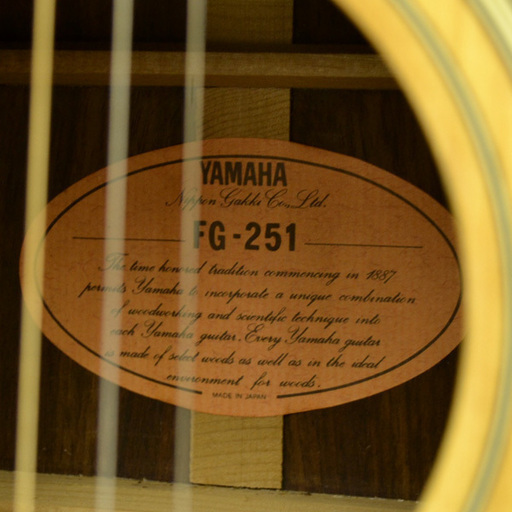 YAMAHA
Nippon Gakki Co., Ltd.
FG-251
The time honored tradition commencing in 1887
permits Yamaha to incorporate a unique combination
of woodworking and scientific technique into
each Yamaha guitar. Every Yamaha guitar
is made of select woods as well as in the ideal
environment for woods.
MADE IN JAPAN